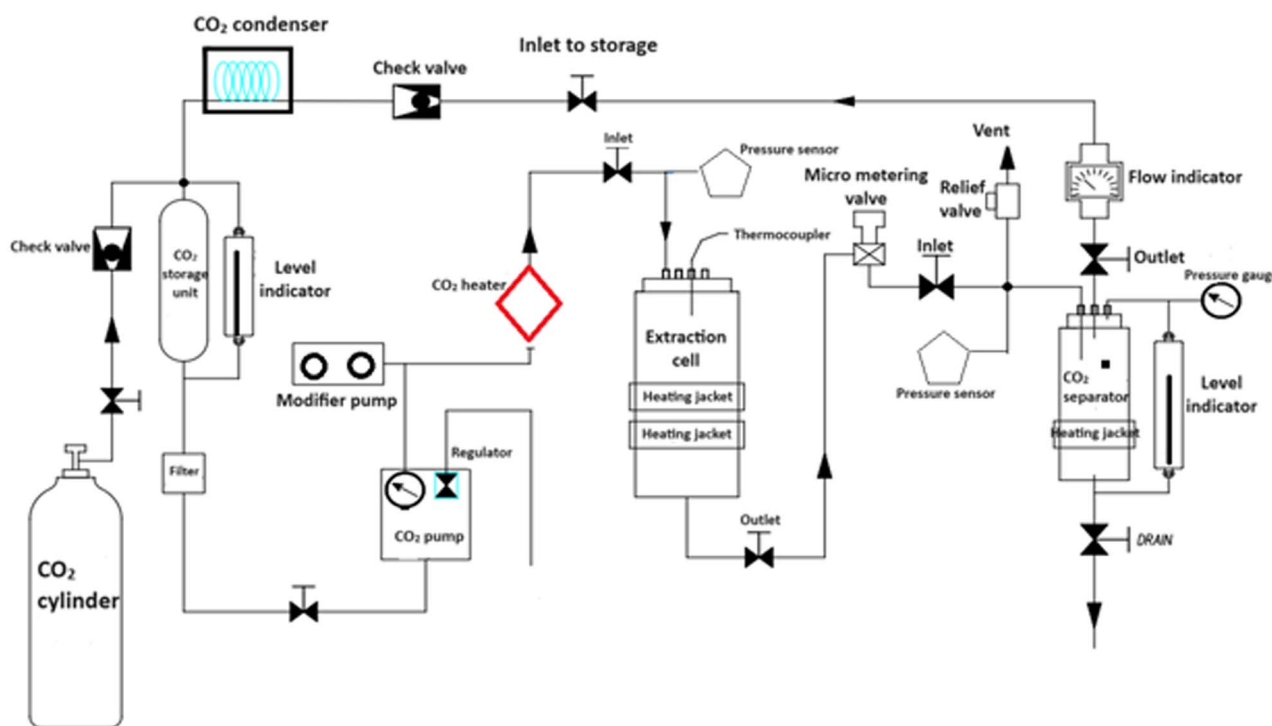 CO₂ condenser
Inlet to storage
Check valve
Vent
Inlet
Pressure sensor
Micro metering
valve
Relief
valve
Flow indicator
Check valve
CO₂
storage
unit
Level
indicator
CO₂ heater
Thermocoupler
Inlet
Outlet
Pressure gaug
Extraction
cell
Heating jacket
Heating jacket
Modifier pump
Pressure sensor
CO₂
separator
Heating jacket
Level
indicator
Regulator
Filter
CO₂ pump
Outlet
DRAIN
CO₂
cylinder